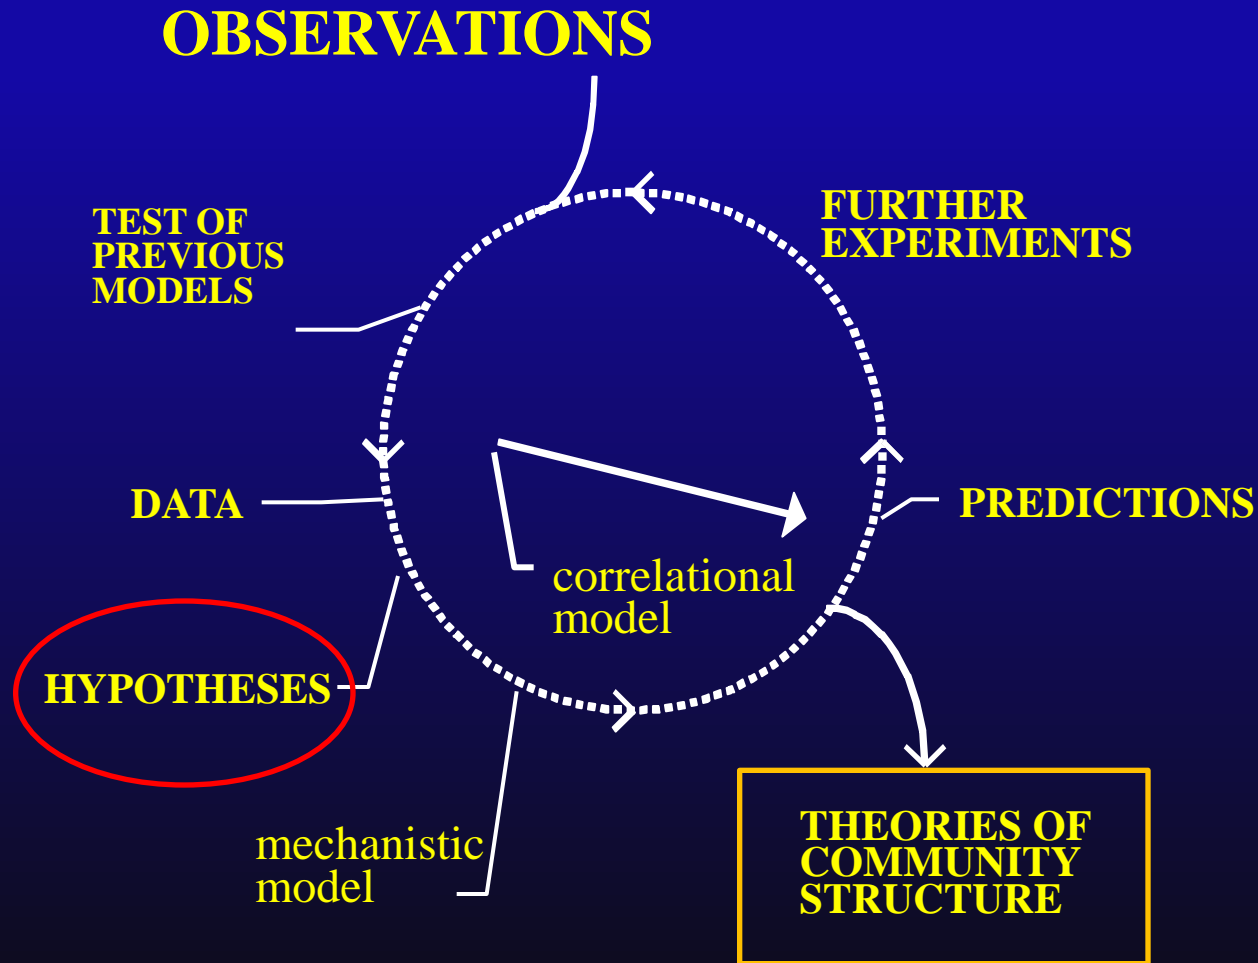 OBSERVATIONS
TEST OF
PREVIOUS
MODELS
FURTHER
EXPERIMENTS
DATA
PREDICTIONS
correlational
model
HYPOTHESES
mechanistic
model
THEORIES OF
COMMUNITY
STRUCTURE